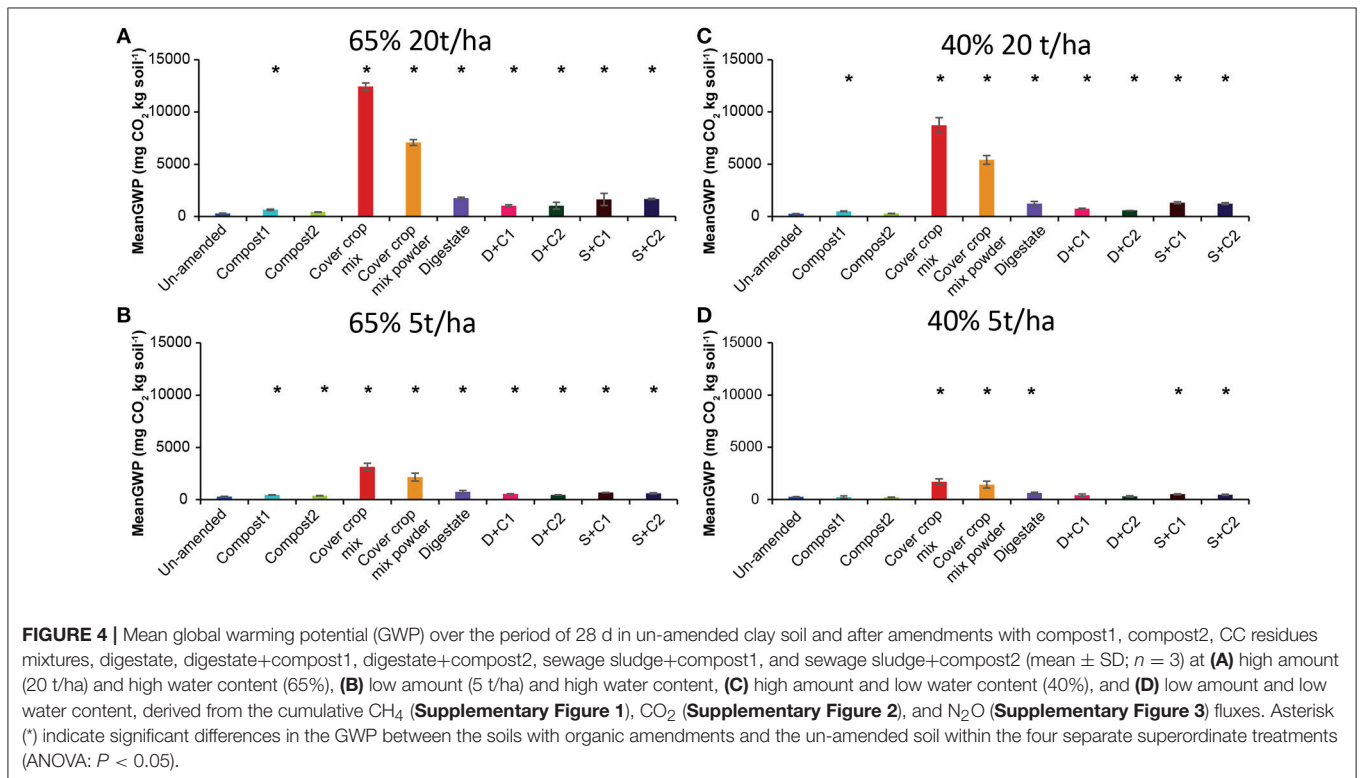 A
65% 20t/ha
MeanGWP (mg CO2 kg soil-1)
15000
10000
5000
0
* * * * * * * *
Un-amended
Compost1
Compost2
Cover crop
mix
Cover crop
mix powder
Digestate
D+C1
D+C2
S+C1
S+C2
B
65% 5t/ha
MeanGWP (mg CO2 kg soil-1)
15000
10000
5000
0
* * * * * * * * *
Un-amended
Compost1
Compost2
Cover crop
mix
Cover crop
mix powder
Digestate
D+C1
D+C2
S+C1
S+C2
C
40% 20 t/ha
MeanGWP (mg CO2 kg soil-1)
15000
10000
5000
0
* * * * * * * *
Un-amended
Compost1
Compost2
Cover crop
mix
Cover crop
mix powder
Digestate
D+C1
D+C2
S+C1
S+C2
D
40% 5t/ha
MeanGWP (mg CO2 kg soil-1)
15000
10000
5000
0
* * * * *
Un-amended
Compost1
Compost2
Cover crop
mix
Cover crop
mix powder
Digestate
D+C1
D+C2
S+C1
S+C2
FIGURE 4 | Mean global warming potential (GWP) over the period of 28 d in un-amended clay soil and after amendments with compost1, compost2, CC residues
mixtures, digestate, digestate+compost1, digestate+compost2, sewage sludge+compost1, and sewage sludge+compost2 (mean ± SD; n = 3) at (A) high amount
(20 t/ha) and high water content (65%), (B) low amount (5 t/ha) and high water content, (C) high amount and low water content (40%), and (D) low amount and low
water content, derived from the cumulative CH4 (Supplementary Figure 1), CO2 (Supplementary Figure 2), and N2O (Supplementary Figure 3) fluxes. Asterisk
(*) indicate significant differences in the GWP between the soils with organic amendments and the un-amended soil within the four separate superordinate treatments
(ANOVA: P < 0.05).